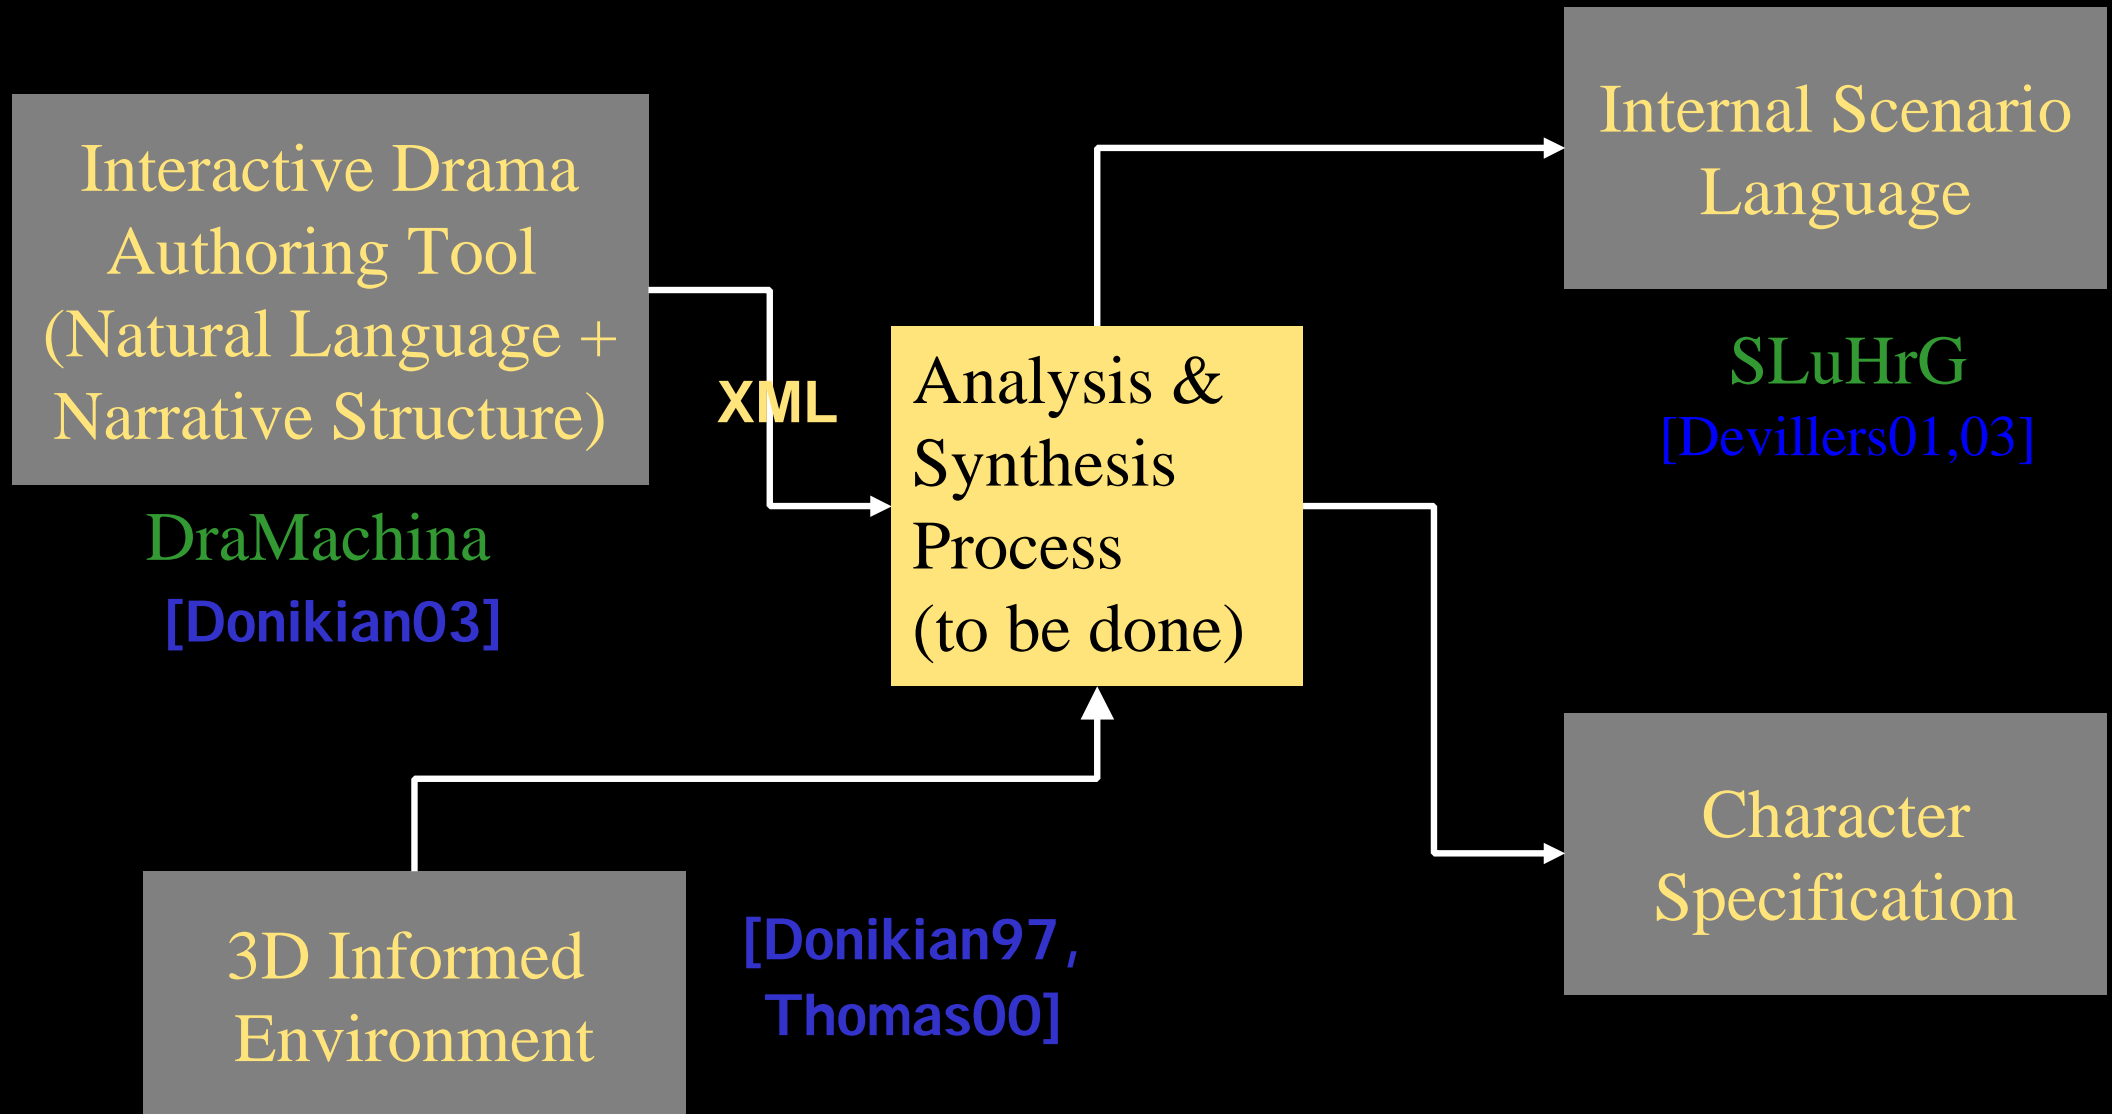 Interactive Drama
Authoring Tool
(Natural Language +
Narrative Structure)
DraMachina
[Donikian03]
XML
Analysis &
Synthesis
Process
(to be done)
Internal Scenario
Language
SLuHrG
[Devillers01,03]
Character
Specification
3D Informed
Environment
[Donikian97,
Thomas00]